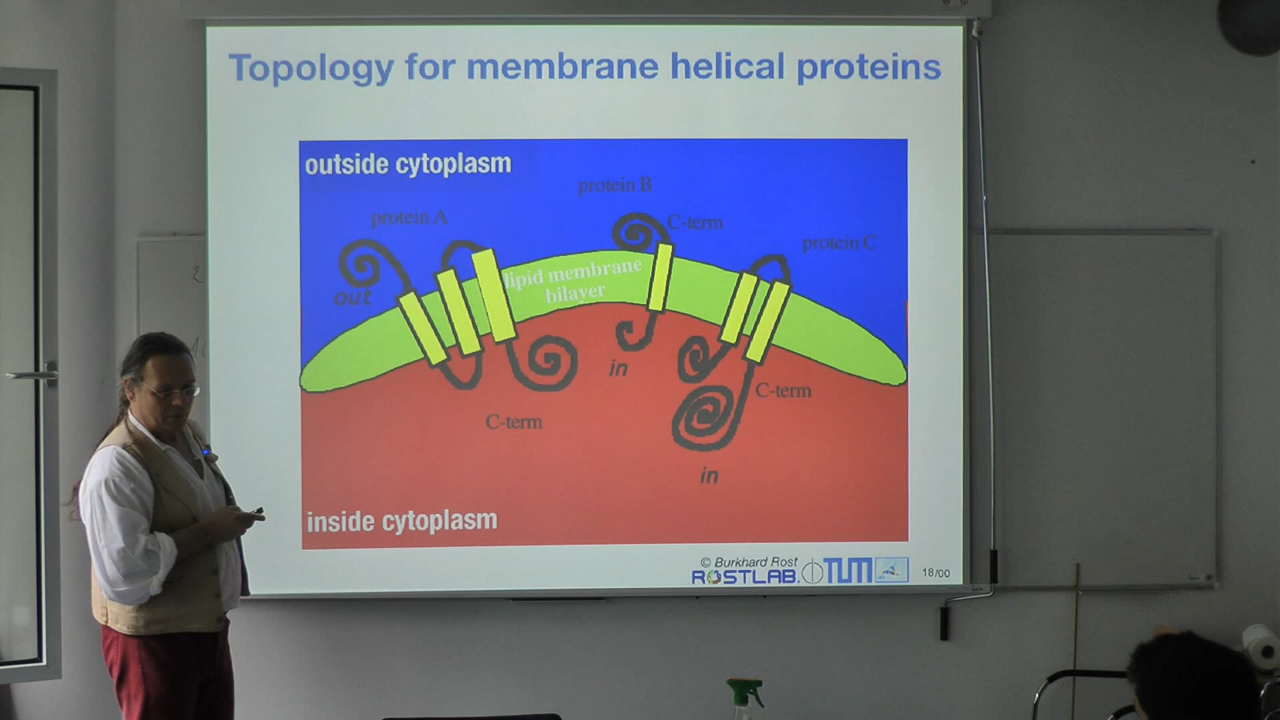 Topology for membrane helical proteins
outside cytoplasm
protein B
protein A
C-term
protein C
out
lipid membrane
bilayer
in
C-term
C-term
in
inside cytoplasm
© Burkhard Rost
ROSTLAB.
TUM
18/00